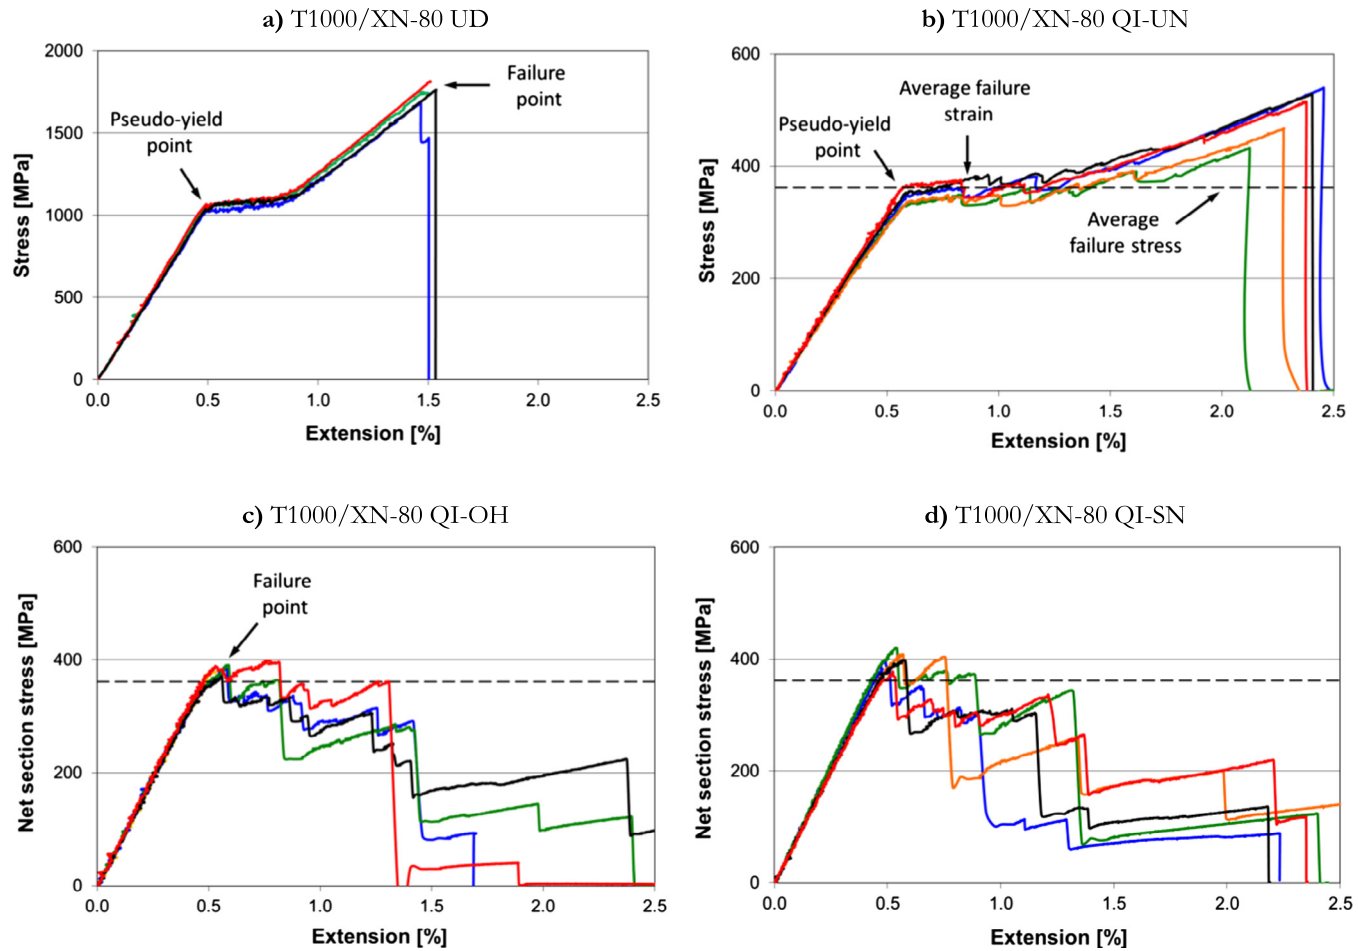 a) T1000/XN-80 UD
2000
1500
1000
500
0
0.0 0.5 1.0 1.5 2.0 2.5
Stress [MPa]
Extension [%]
Pseudo-yield
point
Failure
point
b) T1000/XN-80 QI-UN
600
400
200
0
0.0 0.5 1.0 1.5 2.0 2.5
Stress [MPa]
Extension [%]
Average failure
strain
Pseudo-yield
point
Average
failure stress
c) T1000/XN-80 QI-OH
600
400
200
0
0.0 0.5 1.0 1.5 2.0 2.5
Net section stress [MPa]
Extension [%]
Failure
point
d) T1000/XN-80 QI-SN
600
400
200
0
0.0 0.5 1.0 1.5 2.0 2.5
Net section stress [MPa]
Extension [%]